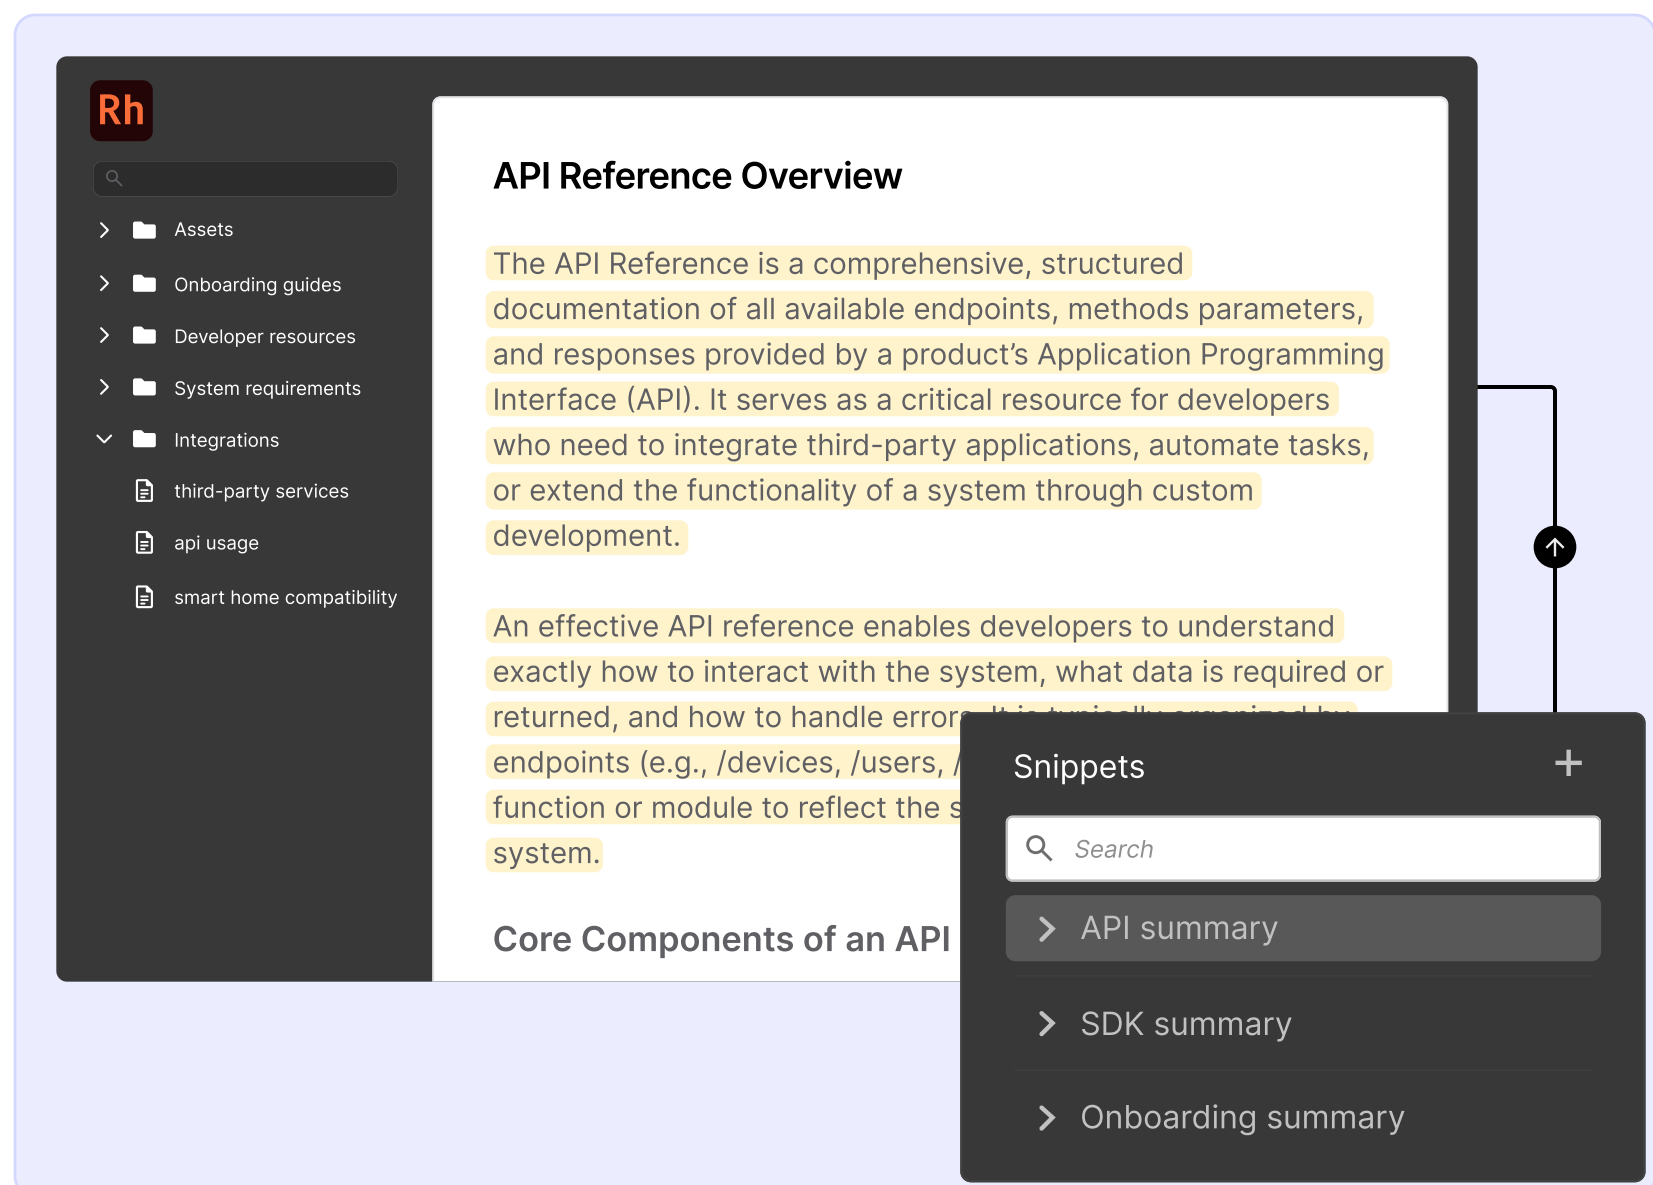 Rh
Assets
Onboarding guides
Developer resources
System requirements
Integrations
third-party services
api usage
smart home compatibility
API Reference Overview
The API Reference is a comprehensive, structured
documentation of all available endpoints, methods parameters,
and responses provided by a product’s Application Programming
Interface (API). It serves as a critical resource for developers
who need to integrate third-party applications, automate tasks,
or extend the functionality of a system through custom
development.
An effective API reference enables developers to understand
exactly how to interact with the system, what data is required or
returned, and how to handle errors. It is typically organized by
endpoints (e.g., /devices, /users, /
function or module to reflect the s
system.
Core Components of an API
Snippets
Search
API summary
SDK summary
Onboarding summary